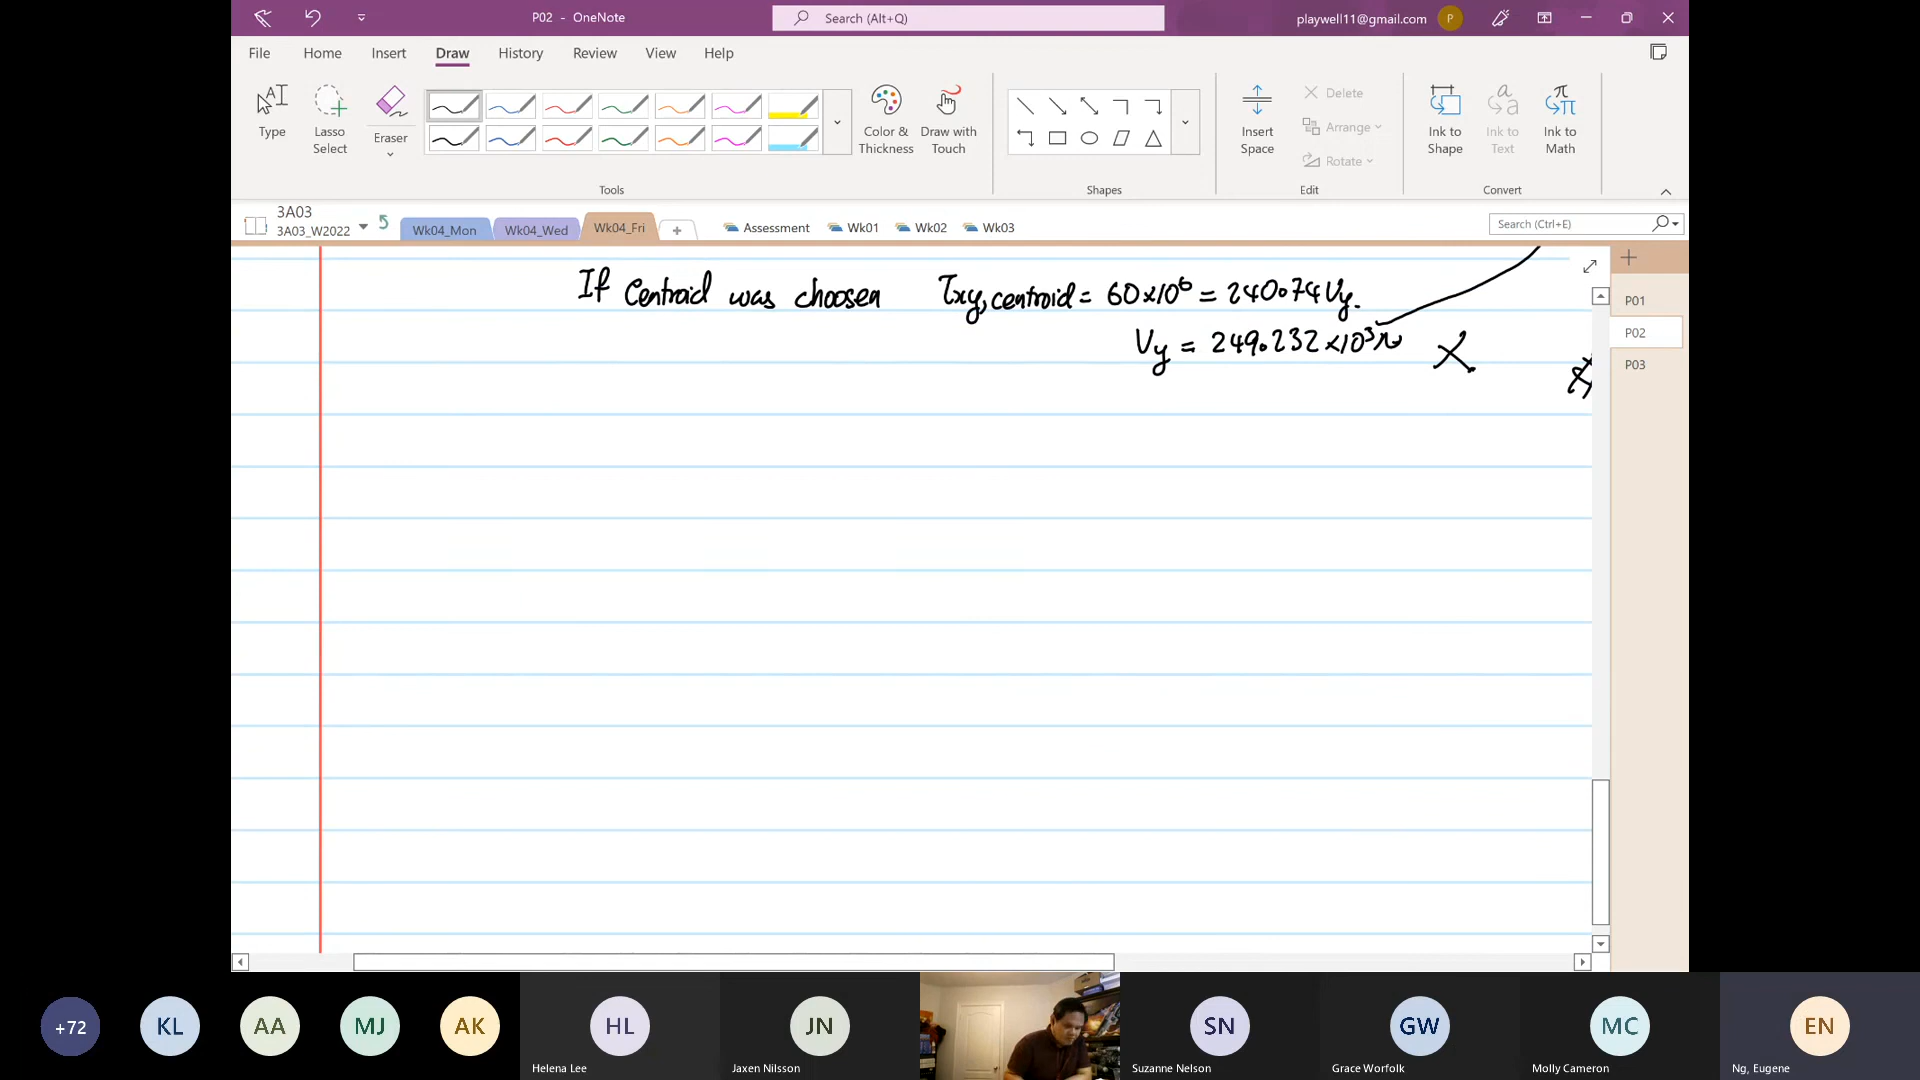 P02 - OneNote
Search (Alt+Q)
playwell11@gmail.com
P
File
Home
Insert
Draw
History
Review
View
Help
Type
Lasso Select
Eraser
Color & Thickness
Draw with Touch
Insert Space
Delete
Arrange
Rotate
Ink to Shape
Ink to Text
Ink to Math
Tools
Shapes
Edit
Convert
3A03
3A03_W2022
Wk04_Mon
Wk04_Wed
Wk04_Fri
Assessment
Wk01
Wk02
Wk03
Search (Ctrl+E)
P01
P02
P03
If Centroid was choosen τxy,centroid = 60×10⁶ = 240.74 Vy.
Vy = 249.232×10³N
+72
KL
AA
MJ
AK
HL
Helena Lee
JN
Jaxen Nilsson
SN
Suzanne Nelson
GW
Grace Worfolk
MC
Molly Cameron
EN
Ng, Eugene